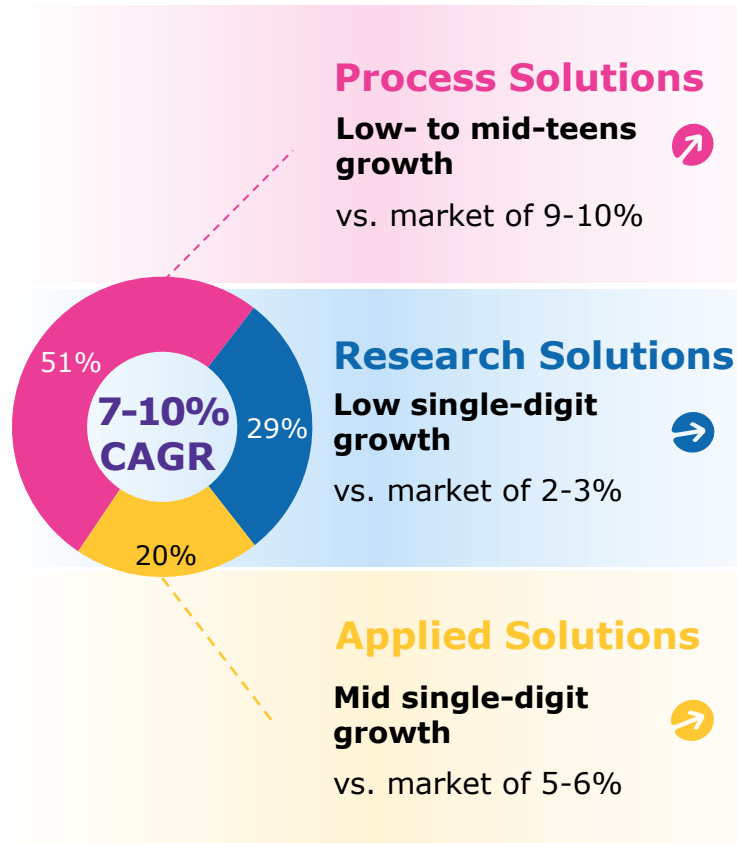 Process Solutions
Low- to mid-teens
growth
vs. market of 9-10%
51%
7-10%
CAGR
29%
20%
Research Solutions
Low single-digit
growth
vs. market of 2-3%
Applied Solutions
Mid single-digit
growth
vs. market of 5-6%